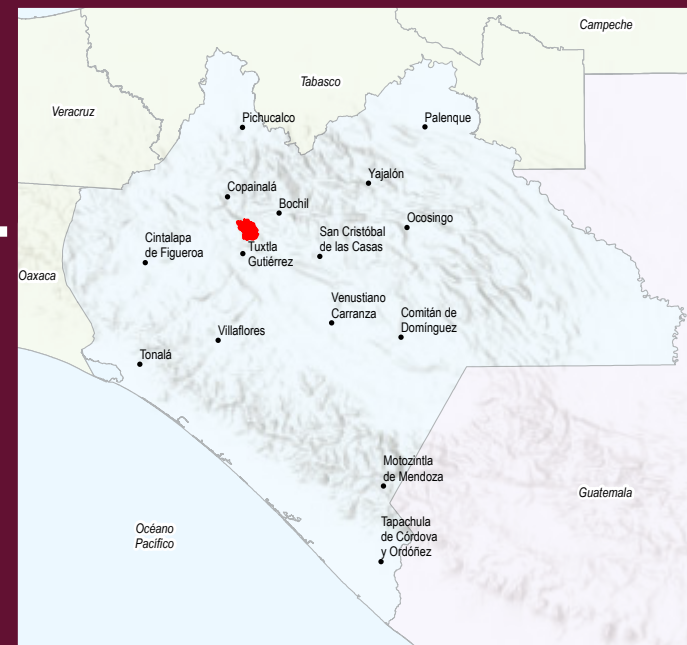 Campeche
Tabasco
Veracruz
Pichucalco
Palenque
Yajalón
Copainalá
Bochil
Ocosingo
San Cristóbal
de las Casas
Cintalapa
de Figueroa
Tuxtla
Gutiérrez
Oaxaca
Venustiano
Carranza
Comitán de
Domínguez
Villaflores
Tonalá
Motozintla
de Mendoza
Guatemala
Océano
Pacífico
Tapachula
de Córdova
y Ordóñez